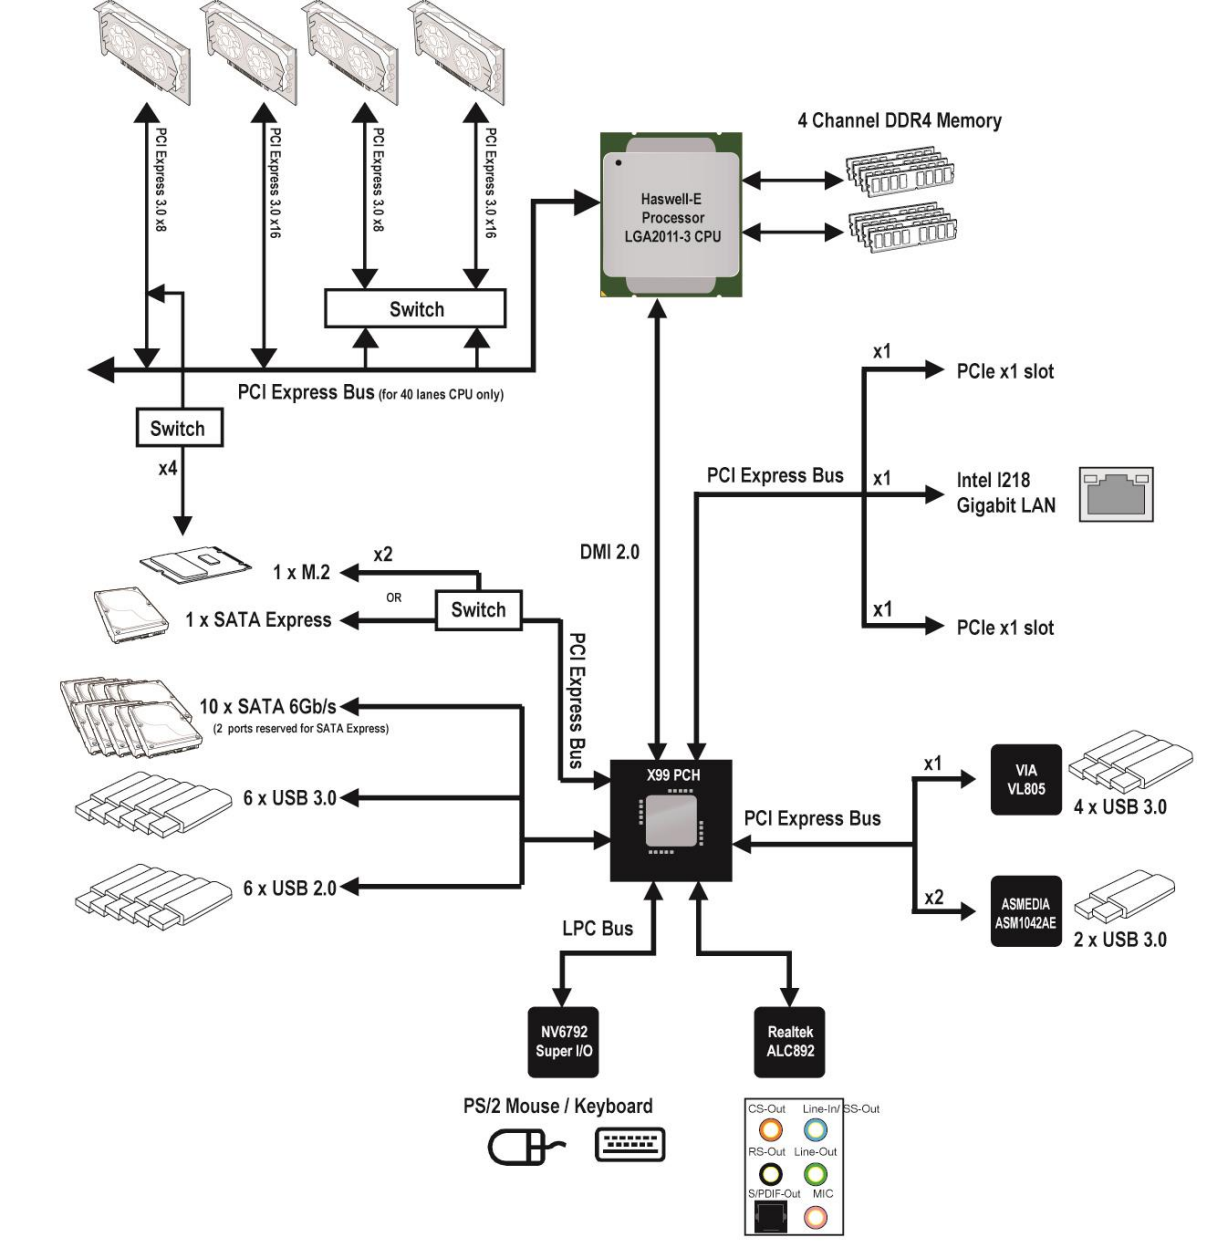 PCI Express 3.0 x8
PCI Express 3.0 x16
PCI Express 3.0 x8
PCI Express 3.0 x16
4 Channel DDR4 Memory
Haswell-E
Processor
LGA2011-3 CPU
Switch
PCI Express Bus (for 40 lanes CPU only)
Switch
x4
x1
PCIe x1 slot
PCI Express Bus
x1
Intel I218
Gigabit LAN
x1
PCIe x1 slot
DMI 2.0
x2
1 x M.2
OR
Switch
1 x SATA Express
PCI Express Bus
10 x SATA 6Gb/s
(2 ports reserved for SATA Express)
6 x USB 3.0
6 x USB 2.0
X99 PCH
PCI Express Bus
x1
VIA
VL805
4 x USB 3.0
x2
ASMEDIA
ASM1042AE
2 x USB 3.0
LPC Bus
NV6792
Super I/O
Realtek
ALC892
PS/2 Mouse / Keyboard
CS-Out
Line-In/ SS-Out
RS-Out
Line-Out
S/PDIF-Out
MIC